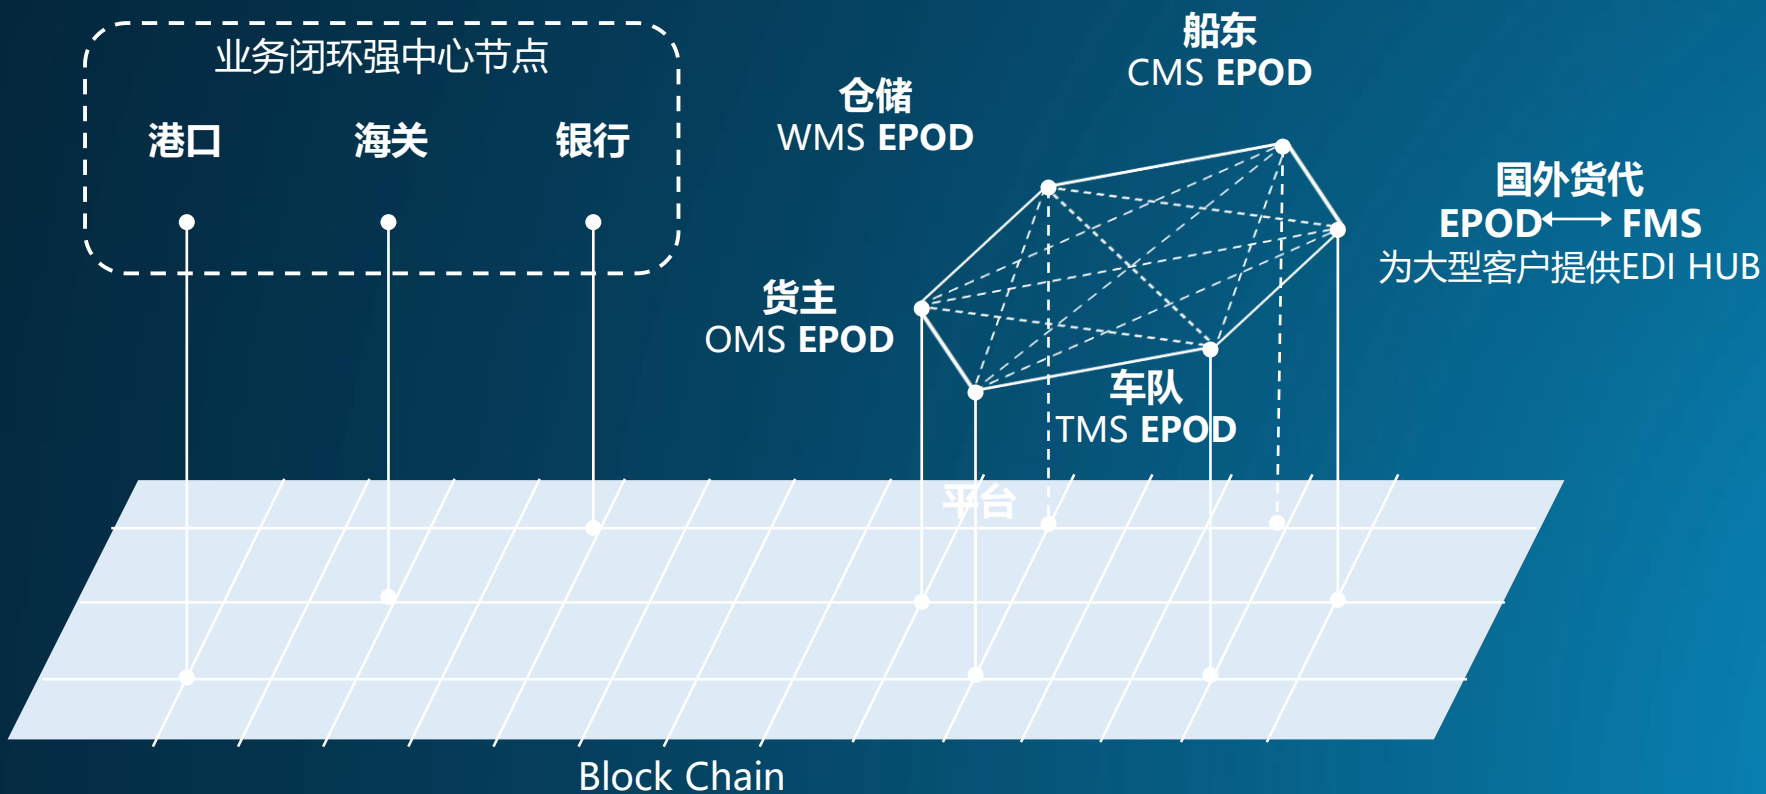 业务闭环强中心节点
港口
海关
银行
船东
CMS EPOD
仓储
WMS EPOD
国外货代
EPOD FMS
为大型客户提供EDI HUB
货主
OMS EPOD
车队
TMS EPOD
平台
Block Chain